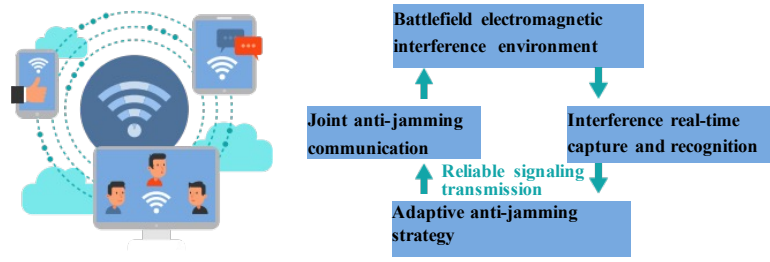 Battlefield electromagnetic
interference environment
Joint anti-jamming
communication
Interference real-time
capture and recognition
Reliable signaling
transmission
Adaptive anti-jamming
strategy